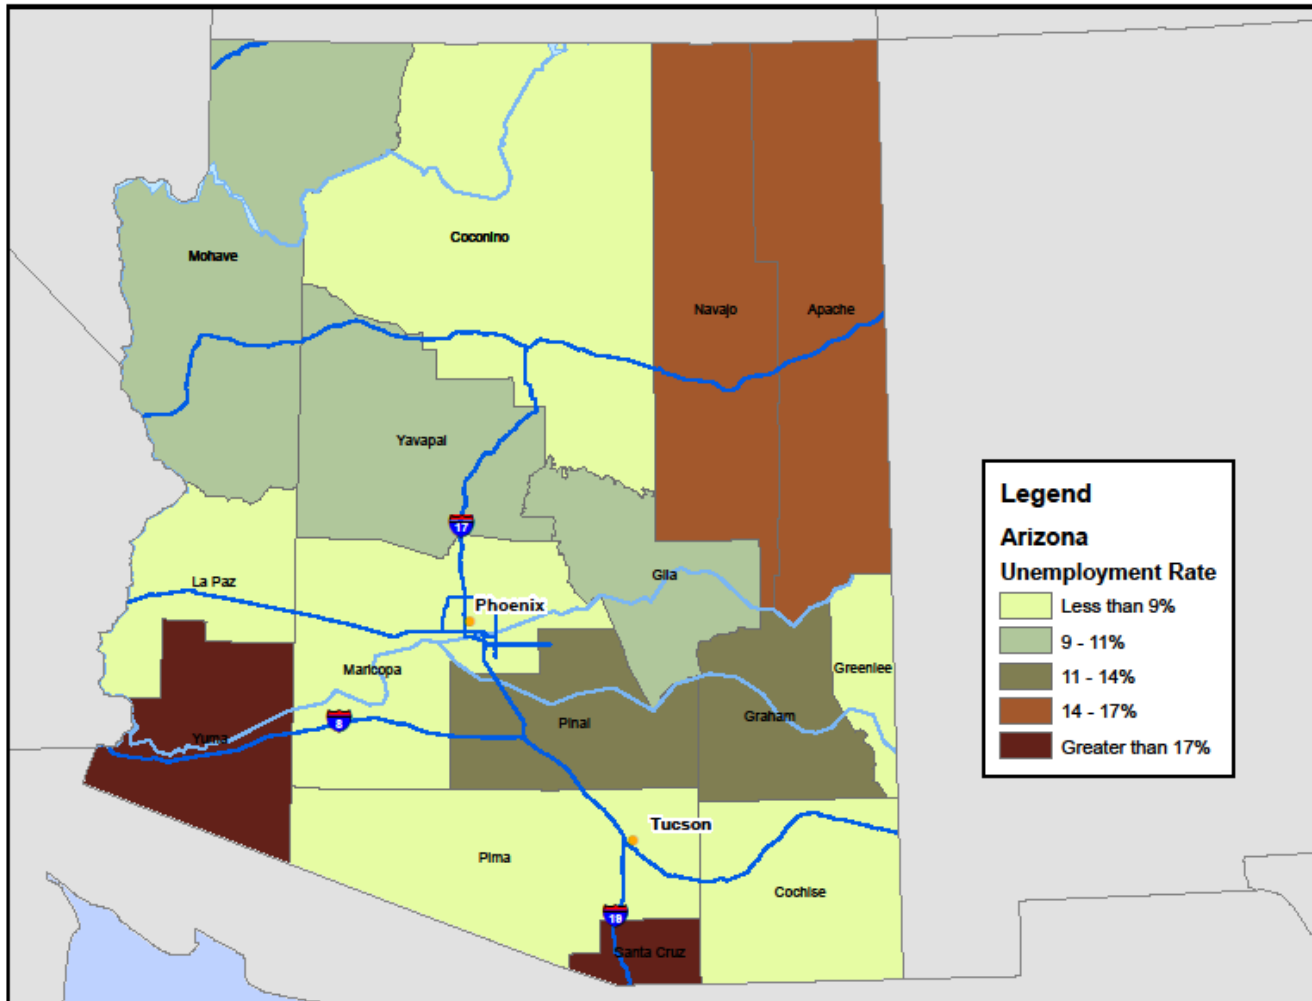 Coconino
Mohave
Navajo
Apache
Yavapai
17
La Paz
Gila
Phoenix
Maricopa
Greenlee
8
Yuma
Pinal
Graham
Tucson
Pima
Cochise
19
Santa Cruz
Legend
Arizona
Unemployment Rate
Less than 9%
9 - 11%
11 - 14%
14 - 17%
Greater than 17%